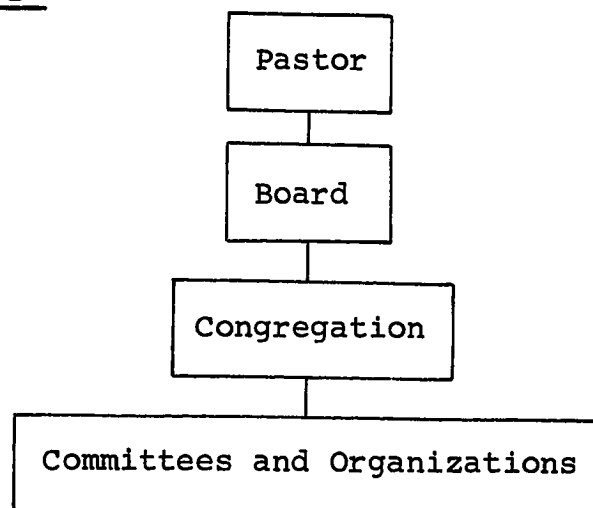 Pastor
Board
Congregation
Committees and Organizations